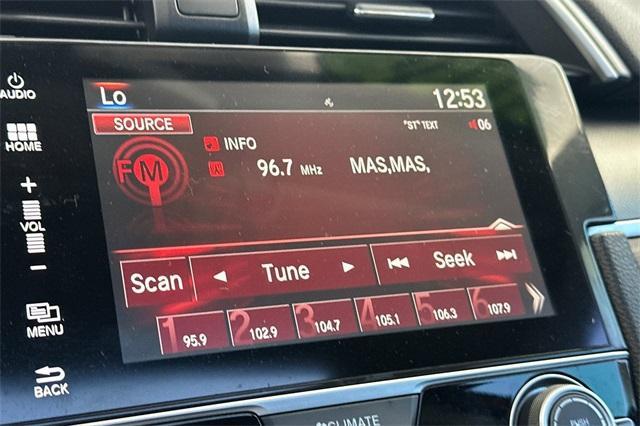 AUDIO
HOME
+
VOL
−
MENU
BACK
Lo
12:53
SOURCE
"ST" TEXT
06
FM
INFO
96.7 MHz
MAS,MAS,
Scan
Tune
Seek
1 95.9
2 102.9
3 104.7
4 105.1
5 106.3
6 107.9
CLIMATE
PUSH